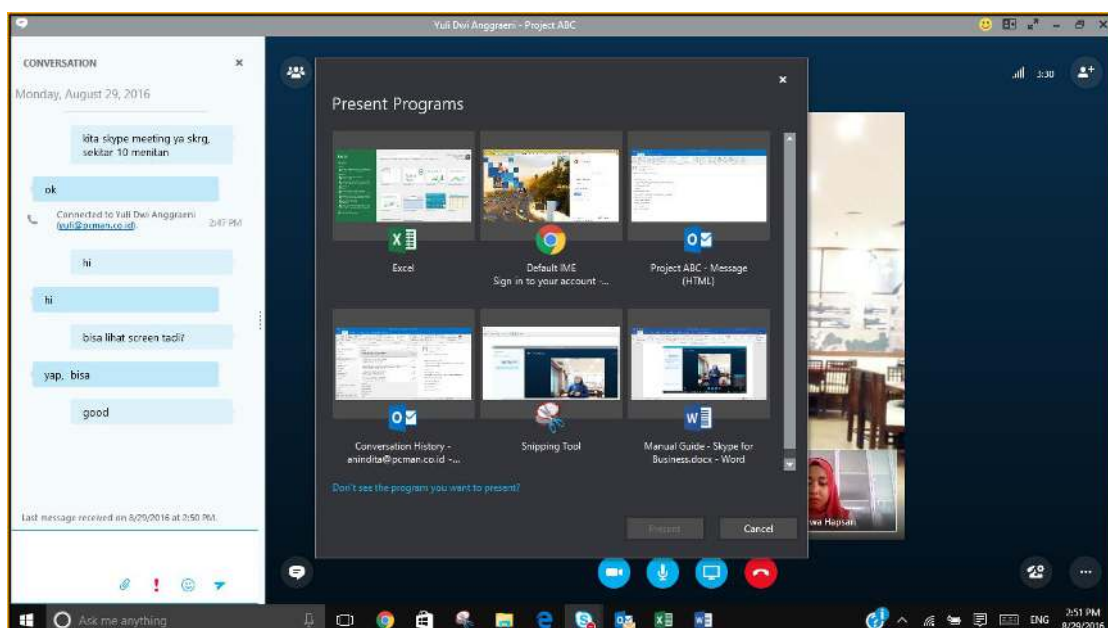 Yuli Dwi Anggraeni - Project ABC
CONVERSATION
Monday, August 29, 2016
kita skype meeting ya skrg,
sekitar 10 menitan
ok
Connected to Yuli Dwi Anggraeni
(yuli@pcman.co.id).
2:47 PM
hi
hi
bisa lihat screen tadi?
yap, bisa
good
Last message received on 8/29/2016 at 2:50 PM.
3:30
Present Programs
Excel
Default IME
Sign in to your account -...
Project ABC - Message
(HTML)
Conversation History -
anindita@pcman.co.id -...
Snipping Tool
Manual Guide - Skype for
Business.docx - Word
Don't see the program you want to present?
Present
Cancel
wa Hapsari
Ask me anything
ENG
2:51 PM
8/29/2016